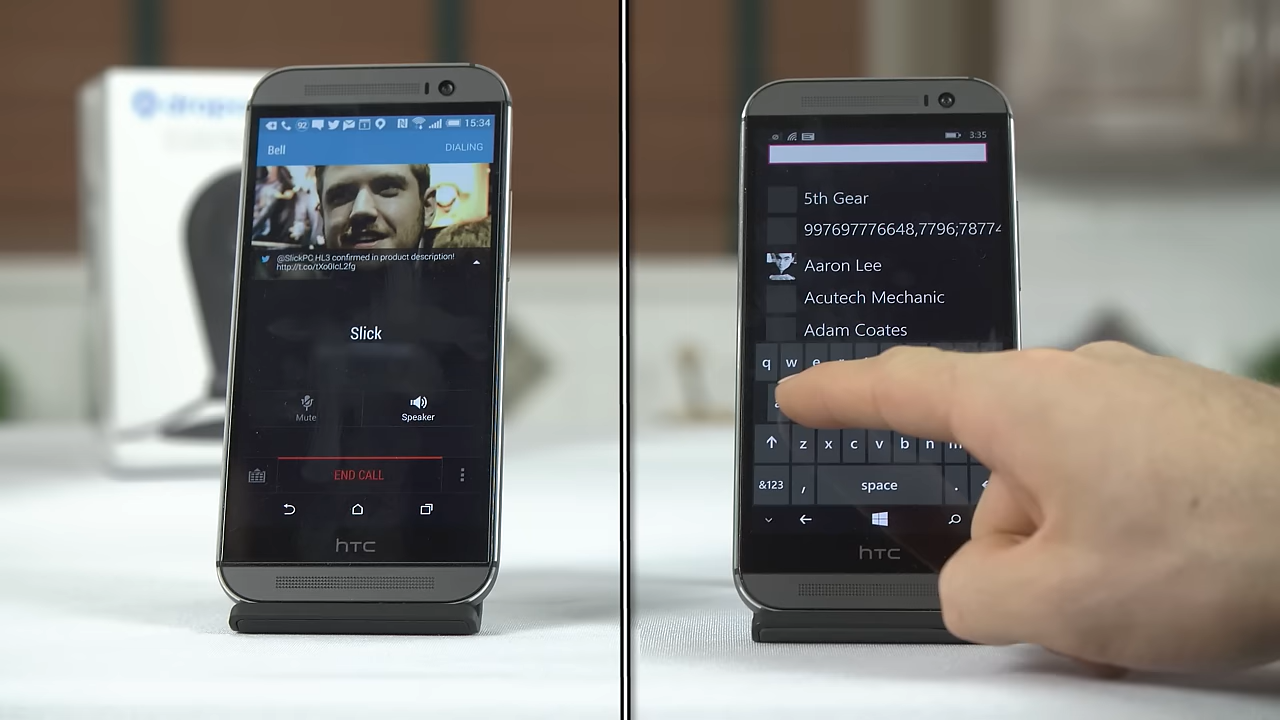 15:34
Bell
DIALING
@SlickPC HL3 confirmed in product description!
http://t.co/tXo0IcL2fg
Slick
Mute
Speaker
END CALL
hTC
3:35
5th Gear
997697776648,7796;78774
Aaron Lee
Acutech Mechanic
Adam Coates
q w e
z x c v b n m
&123 , space .
hTC